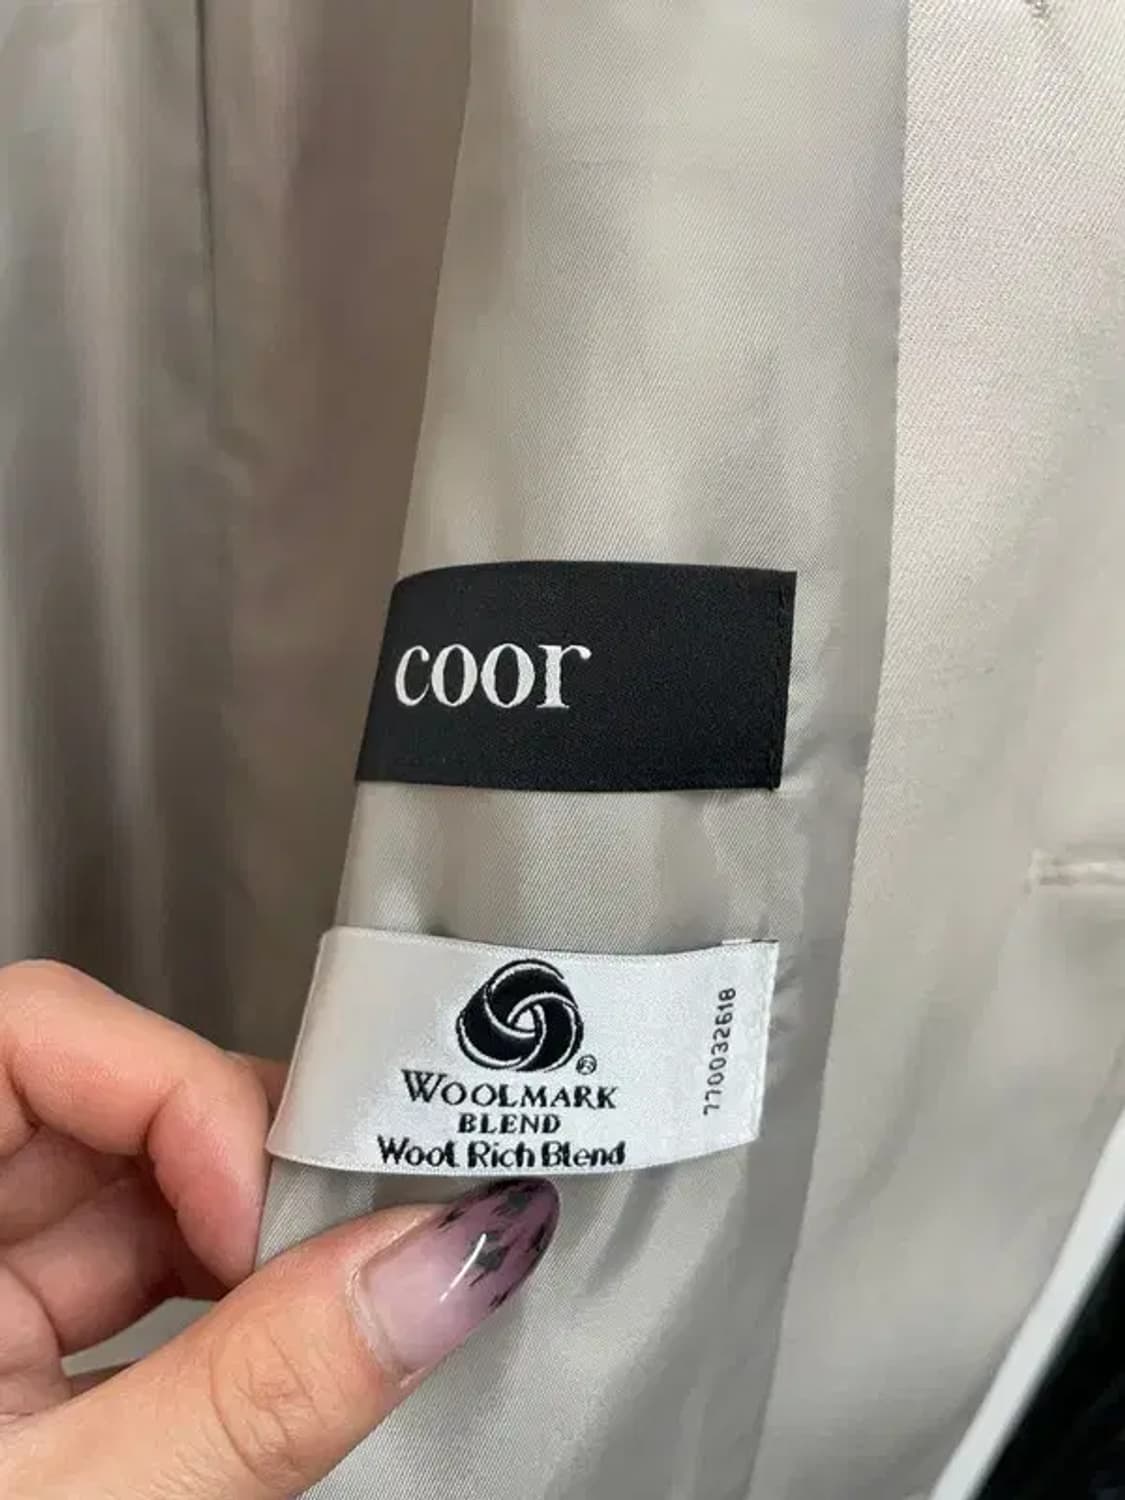 coor
WOOLMARK
BLEND
Wool Rich Blend
770032618